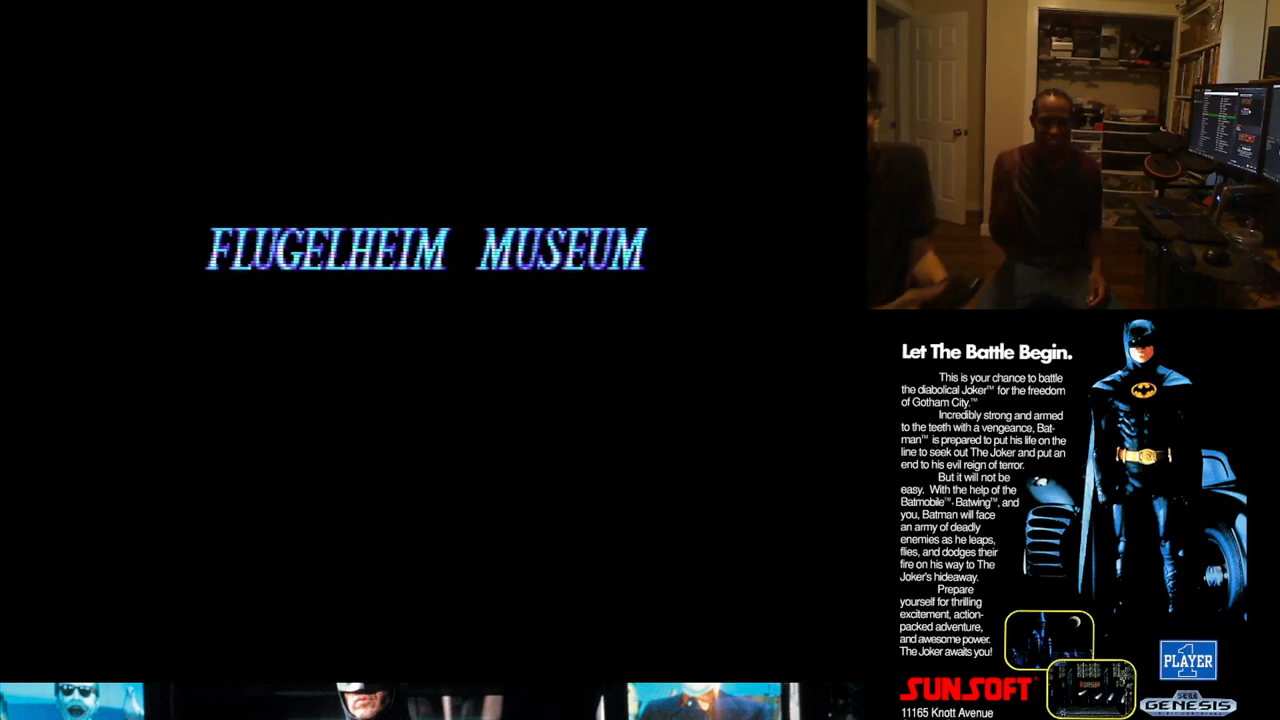 FLUGELHEIM MUSEUM
Let The Battle Begin.
This is your chance to battle
the diabolical Joker™ for the freedom
of Gotham City.™
Incredibly strong and armed
to the teeth with a vengeance, Bat-
man™ is prepared to put his life on the
line to seek out The Joker and put an
end to his evil reign of terror.
But it will not be
easy. With the help of the
Batmobile™, Batwing™, and
you, Batman will face
an army of deadly
enemies as he leaps,
flies, and dodges their
fire on his way to The
Joker's hideaway.
Prepare
yourself for thrilling
excitement, action-
packed adventure,
and awesome power.
The Joker awaits you!
1
PLAYER
SUNSOFT®
11165 Knott Avenue
SEGA
GENESIS